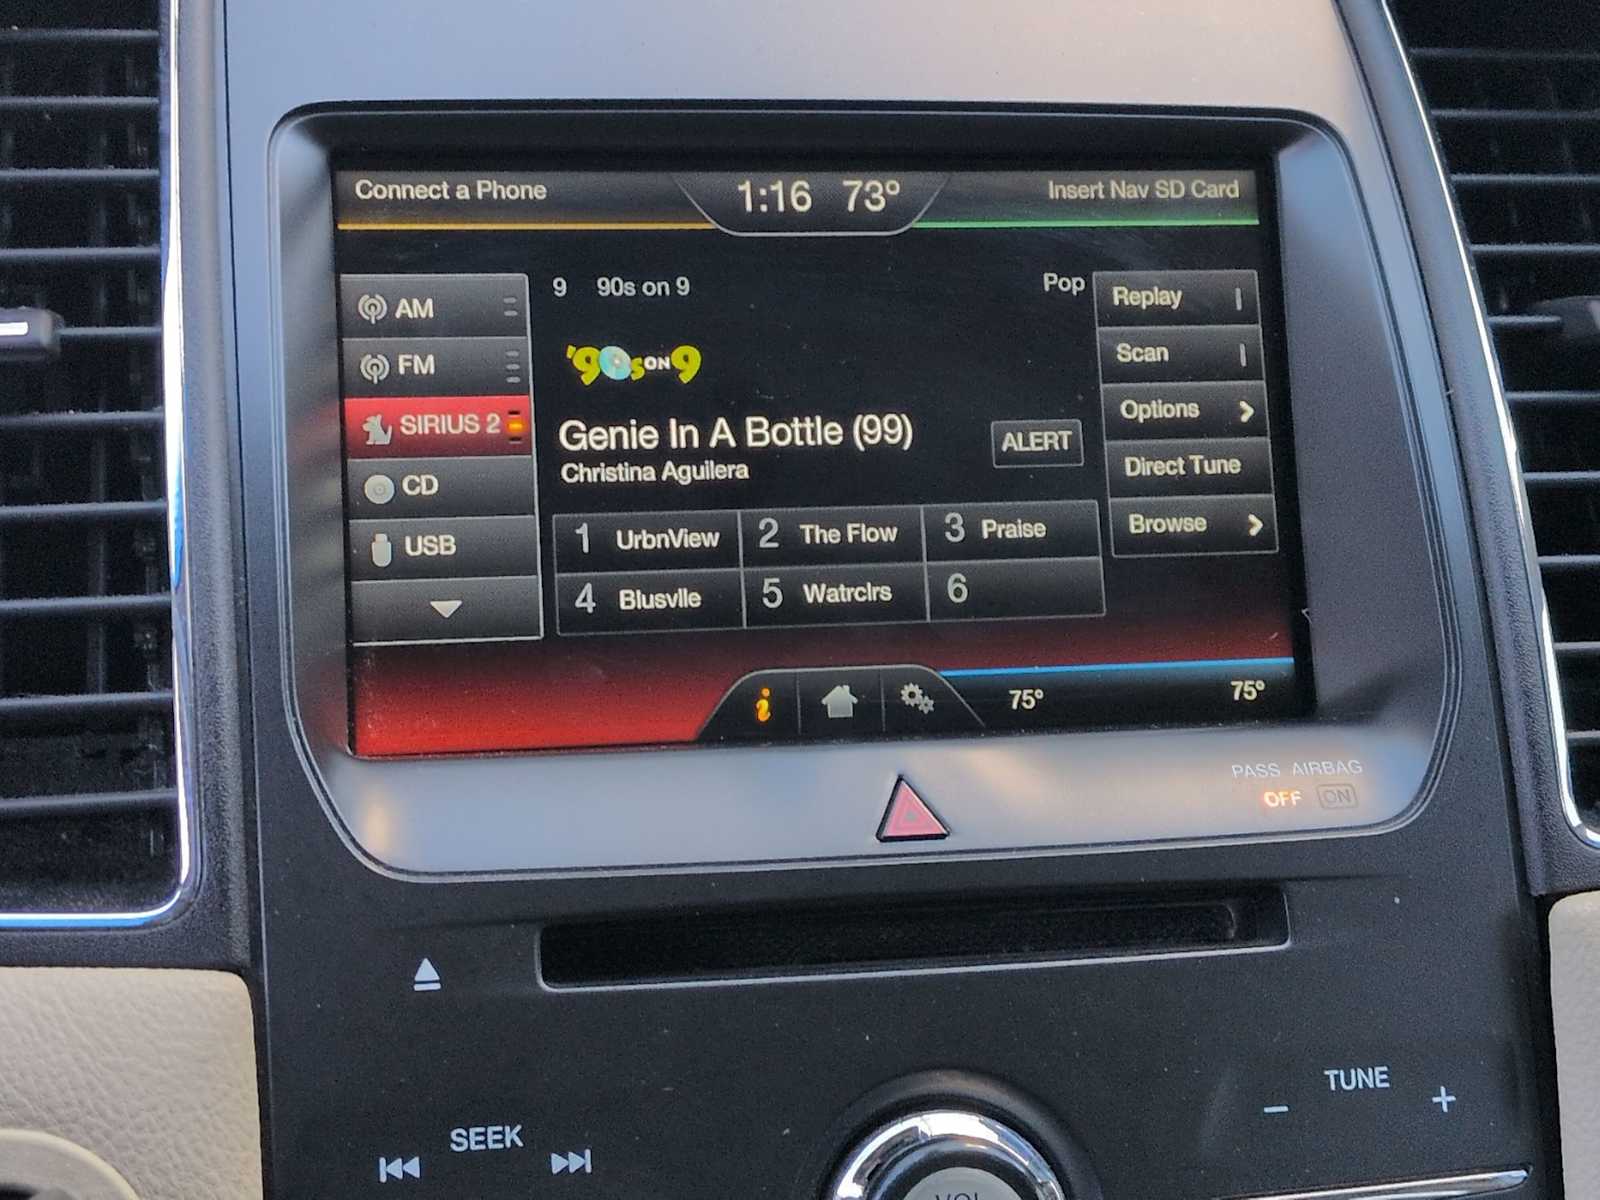 Connect a Phone
1:16 73°
Insert Nav SD Card
AM
FM
SIRIUS 2
CD
USB
9 90s on 9
Pop
'90s ON 9
Genie In A Bottle (99)
Christina Aguilera
ALERT
1 UrbnView
2 The Flow
3 Praise
4 Blusvlle
5 Watrclrs
6
Replay
Scan
Options
Direct Tune
Browse
i
75°
75°
PASS AIRBAG
OFF ON
SEEK
TUNE
- +
VOL